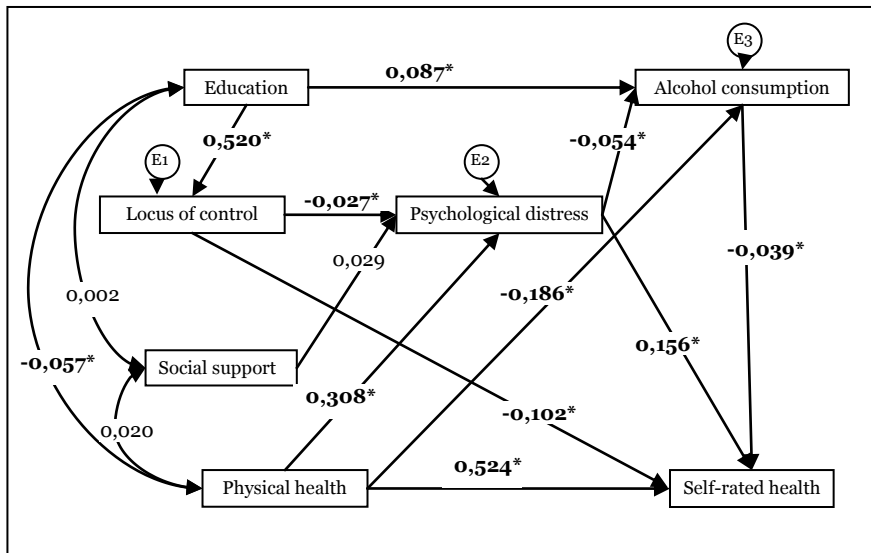 E3
Education
0,087*
Alcohol consumption
0,520*
-0,054*
E1
E2
Locus of control
-0,027*
Psychological distress
0,029
-0,039*
0,002
-0,186*
0,156*
-0,057*
Social support
0,308*
-0,102*
0,020
0,524*
Physical health
Self-rated health